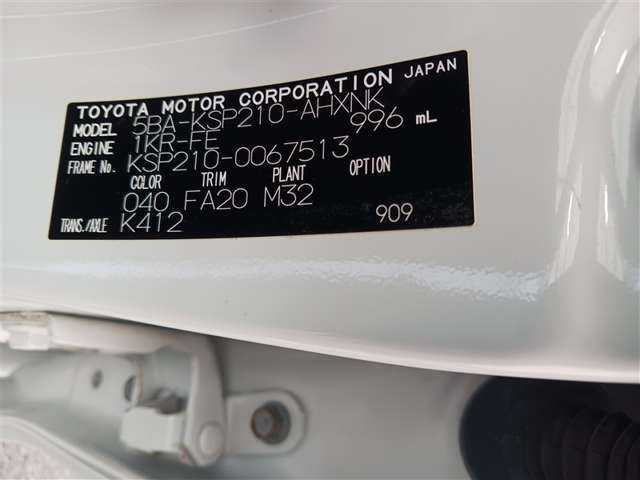 TOYOTA MOTOR CORPORATION JAPAN
MODEL 5BA-KSP210-AHXNK
ENGINE 1KR-FE 996 mL
FRAME No. KSP210-0067513
COLOR TRIM PLANT OPTION
040 FA20 M32
TRANS./AXLE K412 909